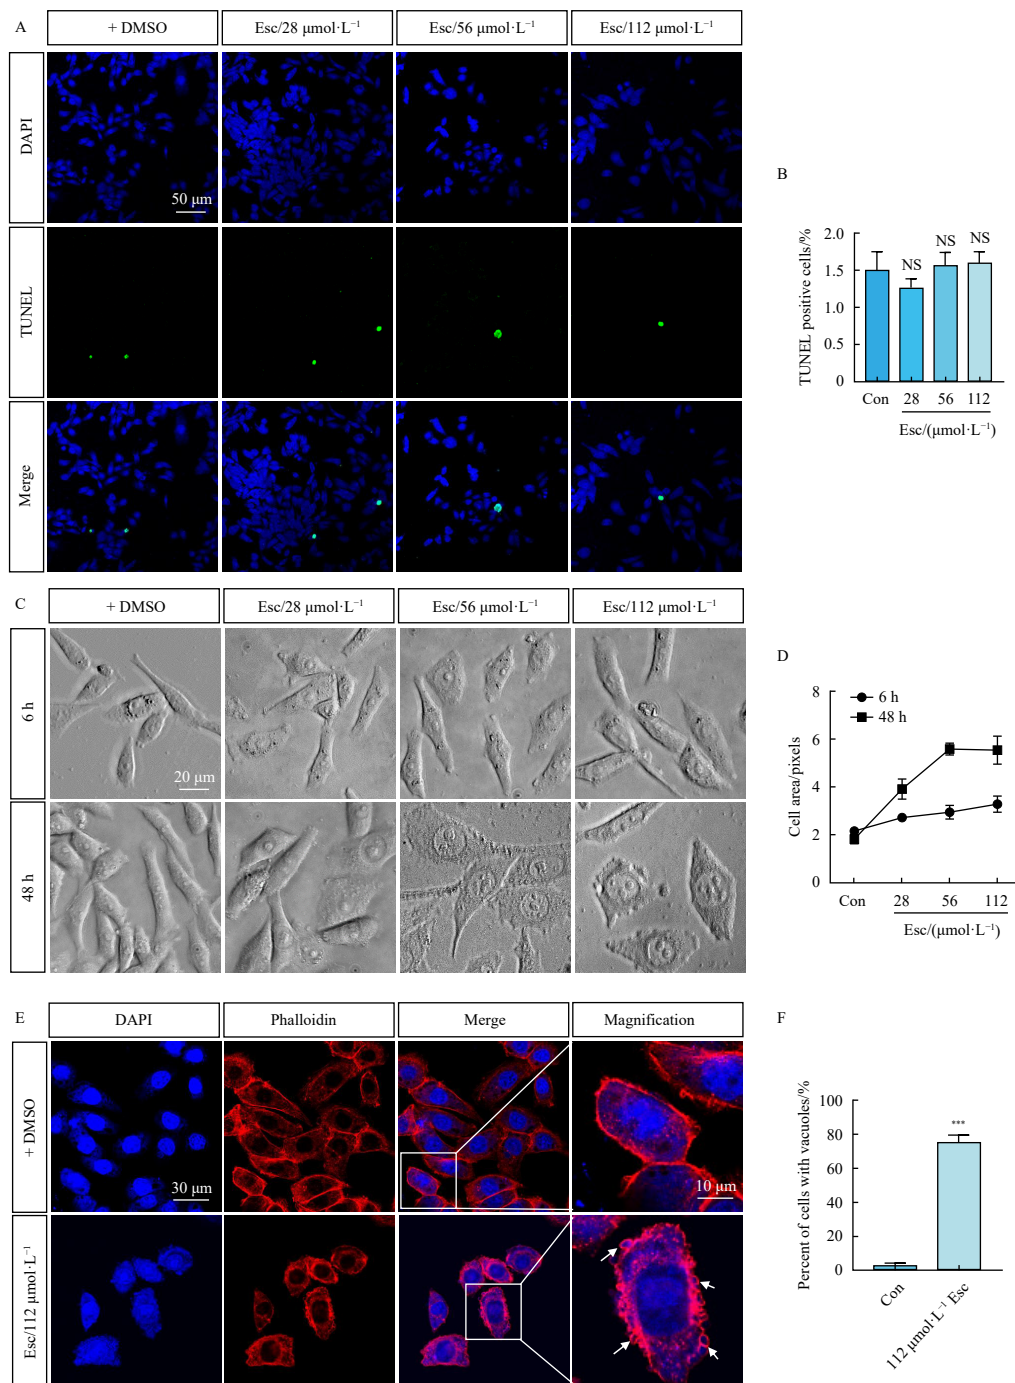 A
+ DMSO
Esc/28 μmol·L⁻¹
Esc/56 μmol·L⁻¹
Esc/112 μmol·L⁻¹
DAPI
50 μm
TUNEL
Merge
B
TUNEL positive cells/%
2.0
1.5
1.0
0.5
0
NS
NS
NS
Con
28
56
112
Esc/(μmol·L⁻¹)
C
+ DMSO
Esc/28 μmol·L⁻¹
Esc/56 μmol·L⁻¹
Esc/112 μmol·L⁻¹
6 h
20 μm
48 h
D
Cell area/pixels
8
6
4
2
0
6 h
48 h
Con
28
56
112
Esc/(μmol·L⁻¹)
E
DAPI
Phalloidin
Merge
Magnification
+ DMSO
30 μm
10 μm
Esc/112 μmol·L⁻¹
F
Percent of cells with vacuoles/%
100
80
60
40
20
0
***
Con
112 μmol·L⁻¹ Esc